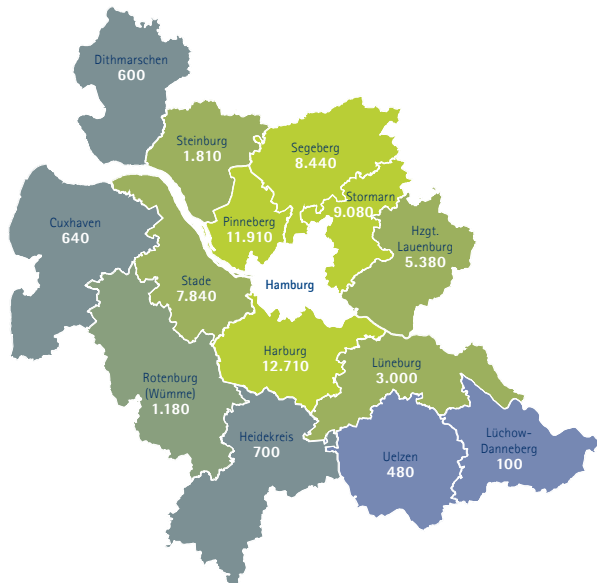 Dithmarschen
600
Steinburg
1.810
Segeberg
8.440
Stormarn
9.080
Pinneberg
11.910
Cuxhaven
640
Hzgt.
Lauenburg
5.380
Stade
7.840
Hamburg
Harburg
12.710
Lüneburg
3.000
Rotenburg
(Wümme)
1.180
Heidekreis
700
Uelzen
480
Lüchow-
Danneberg
100